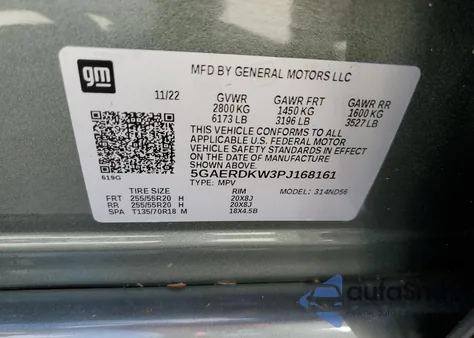 gm
MFD BY GENERAL MOTORS LLC
11/22 GVWR GAWR FRT GAWR RR
2800 KG 1450 KG 1600 KG
6173 LB 3196 LB 3527 LB
THIS VEHICLE CONFORMS TO ALL
APPLICABLE U.S. FEDERAL MOTOR
VEHICLE SAFETY STANDARDS IN EFFECT
ON THE DATE OF MANUFACTURE
SHOWN ABOVE.
619G
5GAERDKW3PJ168161
TYPE: MPV MODEL: 314ND56
TIRE SIZE RIM
FRT 255/55R20 H 20X8J
RR 255/55R20 H 20X8J
SPA T135/70R18 M 18X4.5B